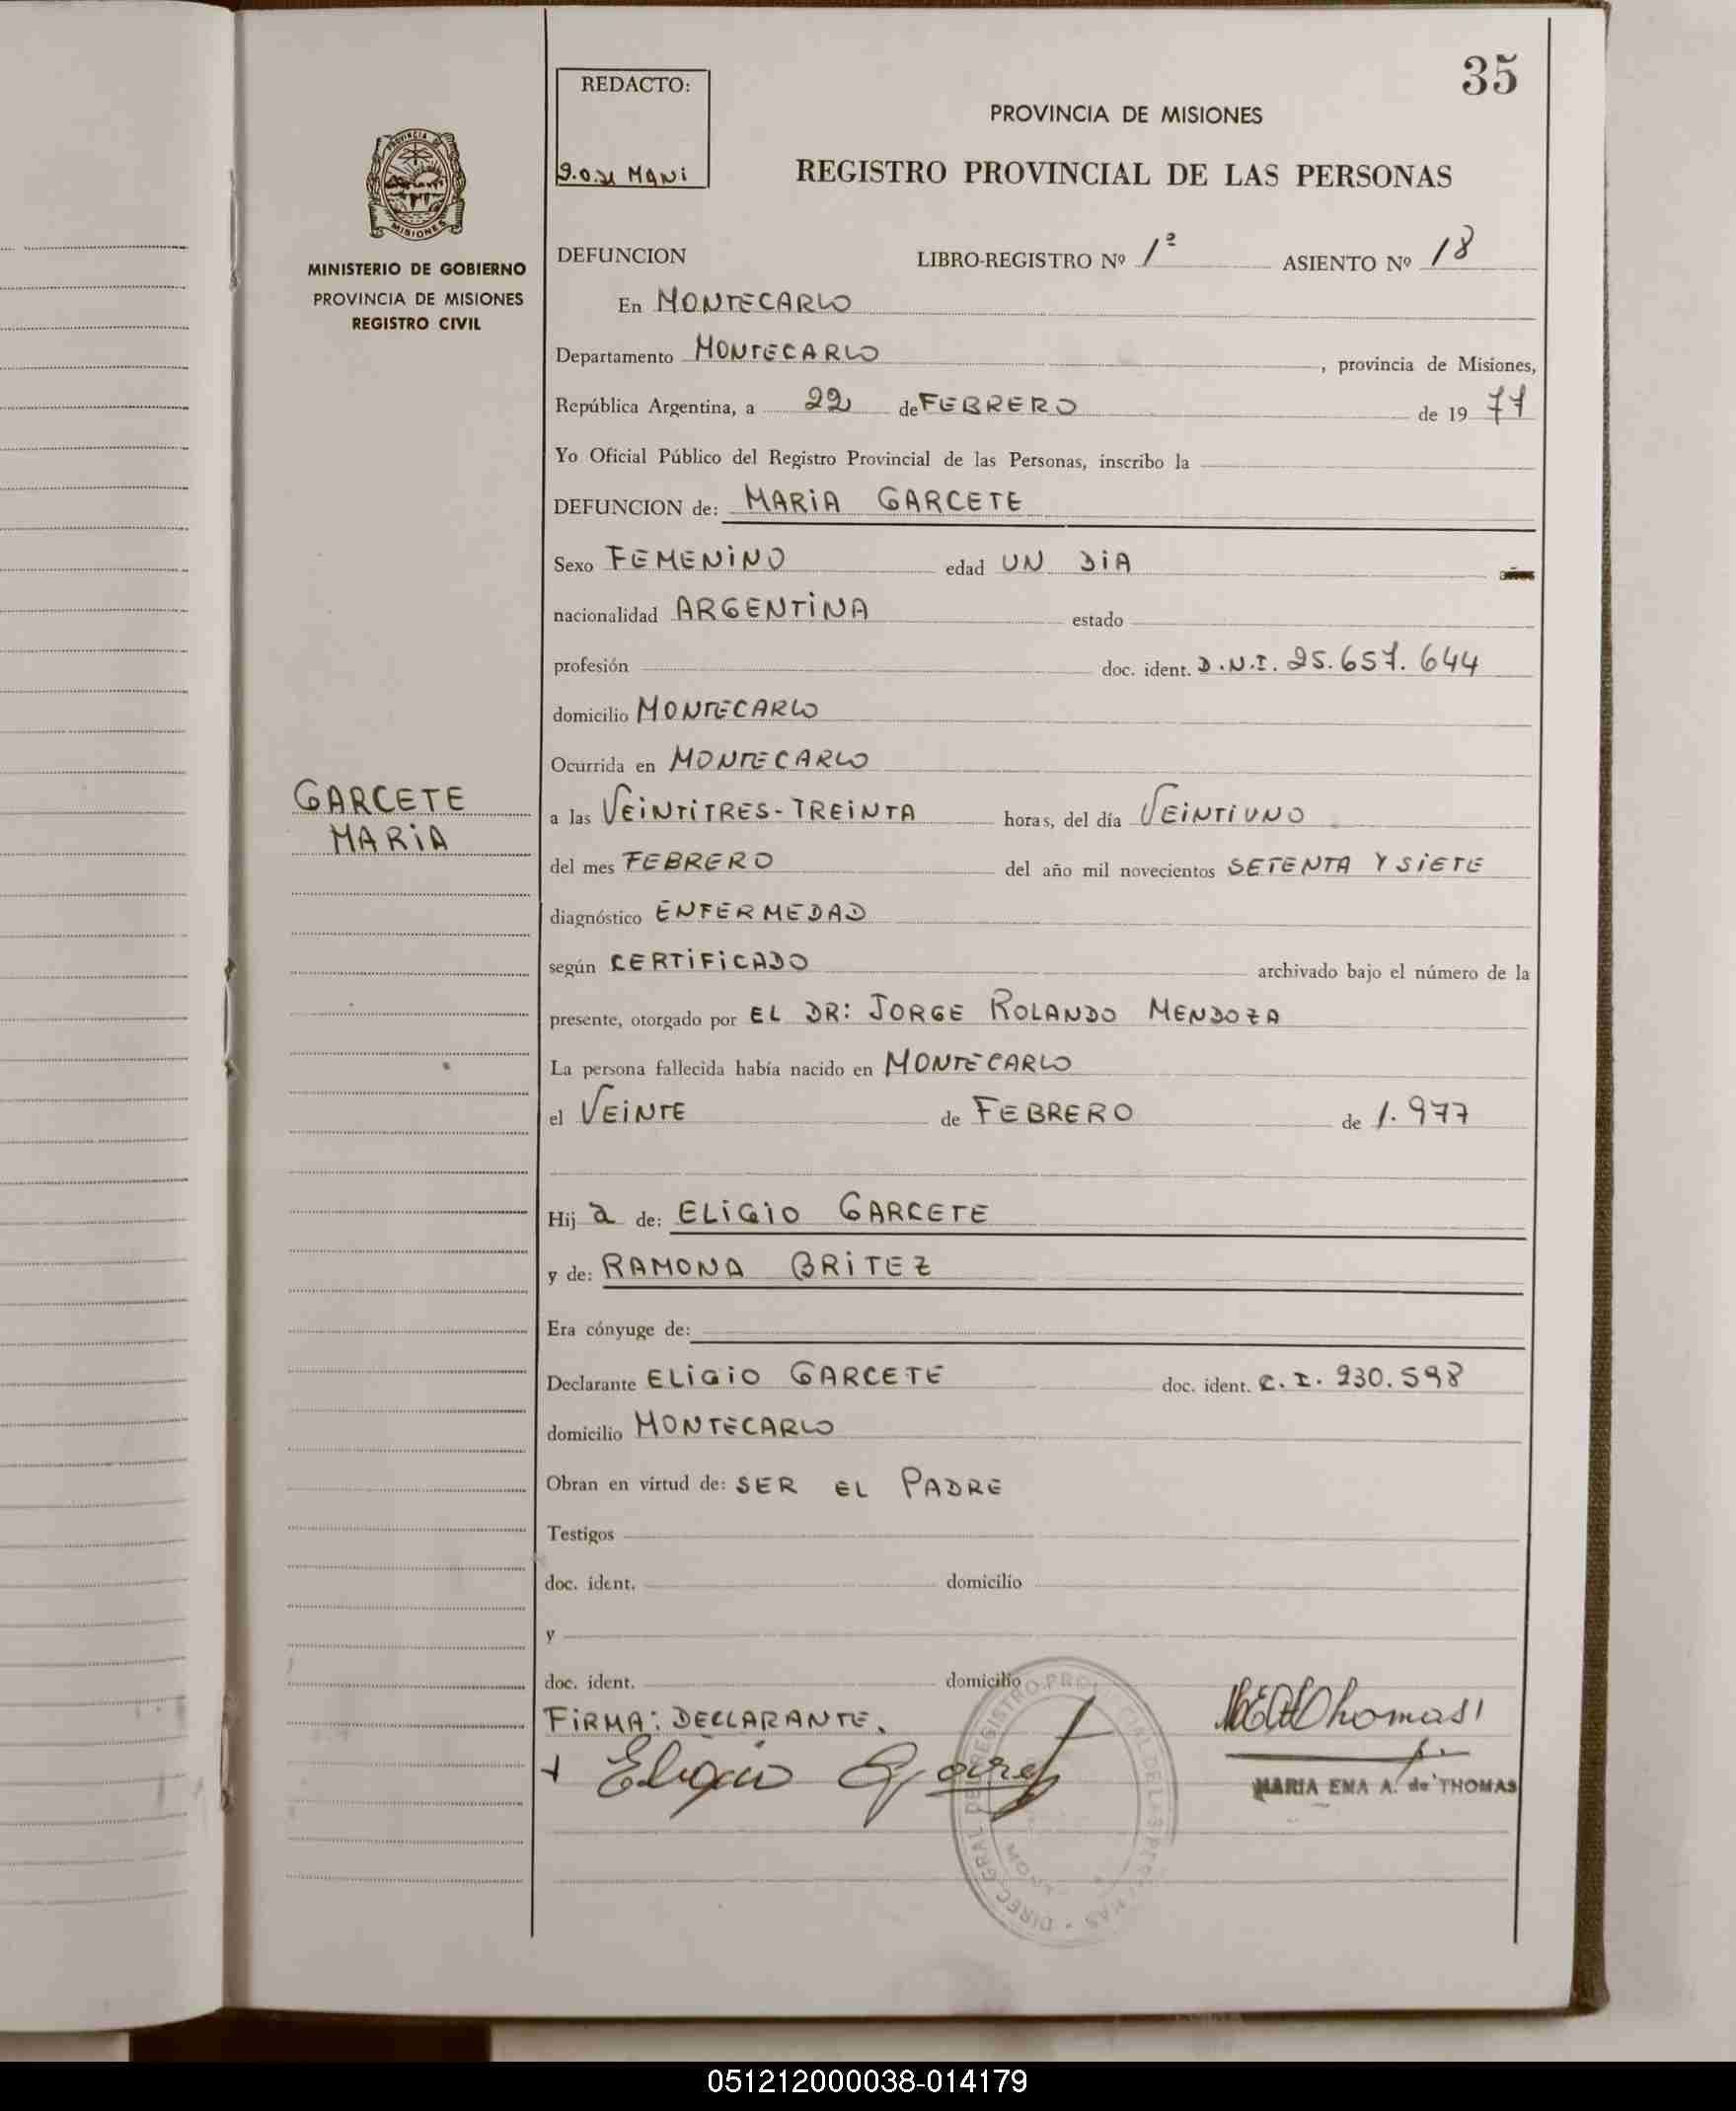 35
REDACTO:
PROVINCIA DE MISIONES
REGISTRO PROVINCIAL DE LAS PERSONAS
PROVINCIA DE
MISIONES
MINISTERIO DE GOBIERNO
PROVINCIA DE MISIONES
REGISTRO CIVIL
DEFUNCION LIBRO-REGISTRO Nº 1º ASIENTO Nº 18
En MONTECARLO
Departamento MONTECARLO, provincia de Misiones,
República Argentina, a 22 de FEBRERO de 19 77
Yo Oficial Público del Registro Provincial de las Personas, inscribo la
DEFUNCION de: MARIA GARCETE
Sexo FEMENINO edad UN DIA años
nacionalidad ARGENTINA estado
profesión doc. ident. D.N.I. 25.657.644
domicilio MONTECARLO
Ocurrida en MONTECARLO
GARCETE
MARIA
a las VEINTITRES-TREINTA horas, del día VEINTIUNO
del mes FEBRERO del año mil novecientos SETENTA Y SIETE
diagnóstico ENFERMEDAD
según CERTIFICADO archivado bajo el número de la
presente, otorgado por EL DR: JORGE ROLANDO MENDOZA
La persona fallecida había nacido en MONTECARLO
el VEINTE de FEBRERO de 1.977
Hij a de: ELIGIO GARCETE
y de: RAMONA BRITEZ
Era cónyuge de:
Declarante ELIGIO GARCETE doc. ident. C.I. 930.598
domicilio MONTECARLO
Obran en virtud de: SER EL PADRE
Testigos
doc. ident. domicilio
y
doc. ident. domicilio
FIRMA: DECLARANTE.
+ Eligio Garcet
MARIA EMA A. de THOMAS
051212000038-014179